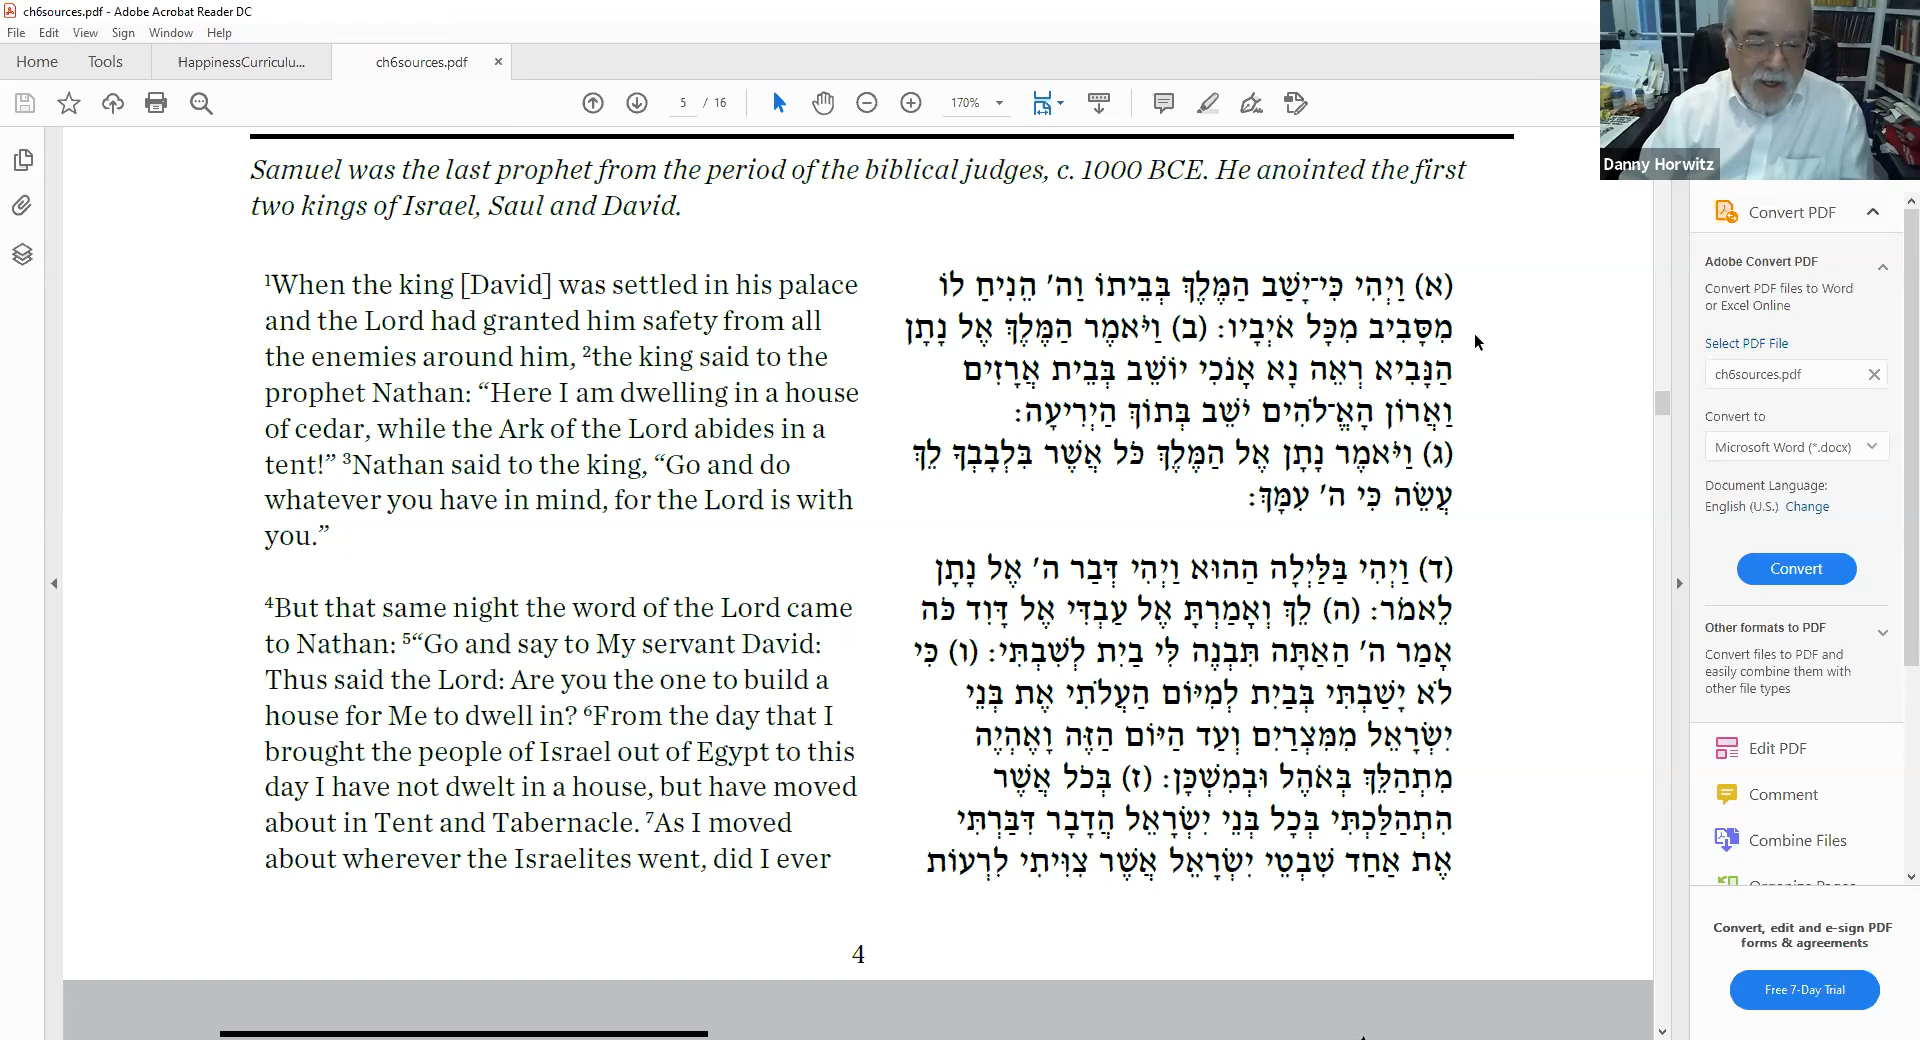 ch6sources.pdf - Adobe Acrobat Reader DC
File Edit View Sign Window Help
Home Tools HappinessCurriculu... ch6sources.pdf ×
5 / 16 170%
Danny Horwitz
Samuel was the last prophet from the period of the biblical judges, c. 1000 BCE. He anointed the first
two kings of Israel, Saul and David.
¹When the king [David] was settled in his palace
and the Lord had granted him safety from all
the enemies around him, ²the king said to the
prophet Nathan: “Here I am dwelling in a house
of cedar, while the Ark of the Lord abides in a
tent!” ³Nathan said to the king, “Go and do
whatever you have in mind, for the Lord is with
you.”
⁴But that same night the word of the Lord came
to Nathan: ⁵“Go and say to My servant David:
Thus said the Lord: Are you the one to build a
house for Me to dwell in? ⁶From the day that I
brought the people of Israel out of Egypt to this
day I have not dwelt in a house, but have moved
about in Tent and Tabernacle. ⁷As I moved
about wherever the Israelites went, did I ever
(א) וַיְהִי כִּי־יָשַׁב הַמֶּלֶךְ בְּבֵיתוֹ וַה' הֵנִיחַ לוֹ
מִסָּבִיב מִכׇּל אֹיְבָיו: (ב) וַיֹּאמֶר הַמֶּלֶךְ אֶל נָתָן
הַנָּבִיא רְאֵה נָא אָנֹכִי יוֹשֵׁב בְּבֵית אֲרָזִים
וַאֲרוֹן הָאֱ־לֹהִים יֹשֵׁב בְּתוֹךְ הַיְרִיעָה:
(ג) וַיֹּאמֶר נָתָן אֶל הַמֶּלֶךְ כֹּל אֲשֶׁר בִּלְבָבְךָ לֵךְ
עֲשֵׂה כִּי ה' עִמָּךְ:
(ד) וַיְהִי בַּלַּיְלָה הַהוּא וַיְהִי דְּבַר ה' אֶל נָתָן
לֵאמֹר: (ה) לֵךְ וְאָמַרְתָּ אֶל עַבְדִּי אֶל דָּוִד כֹּה
אָמַר ה' הַאַתָּה תִּבְנֶה לִּי בַיִת לְשִׁבְתִּי: (ו) כִּי
לֹא יָשַׁבְתִּי בְּבַיִת לְמִיּוֹם הַעֲלֹתִי אֶת בְּנֵי
יִשְׂרָאֵל מִמִּצְרַיִם וְעַד הַיּוֹם הַזֶּה וָאֶהְיֶה
מִתְהַלֵּךְ בְּאֹהֶל וּבְמִשְׁכָּן: (ז) בְּכֹל אֲשֶׁר
הִתְהַלַּכְתִּי בְּכׇל בְּנֵי יִשְׂרָאֵל הֲדָבָר דִּבַּרְתִּי
אֶת אַחַד שִׁבְטֵי יִשְׂרָאֵל אֲשֶׁר צִוִּיתִי לִרְעוֹת
4
Convert PDF
Adobe Convert PDF
Convert PDF files to Word
or Excel Online
Select PDF File
ch6sources.pdf
Convert to
Microsoft Word (*.docx)
Document Language:
English (U.S.) Change
Convert
Other formats to PDF
Convert files to PDF and
easily combine them with
other file types
Edit PDF
Comment
Combine Files
Organize Pages
Convert, edit and e-sign PDF
forms & agreements
Free 7-Day Trial